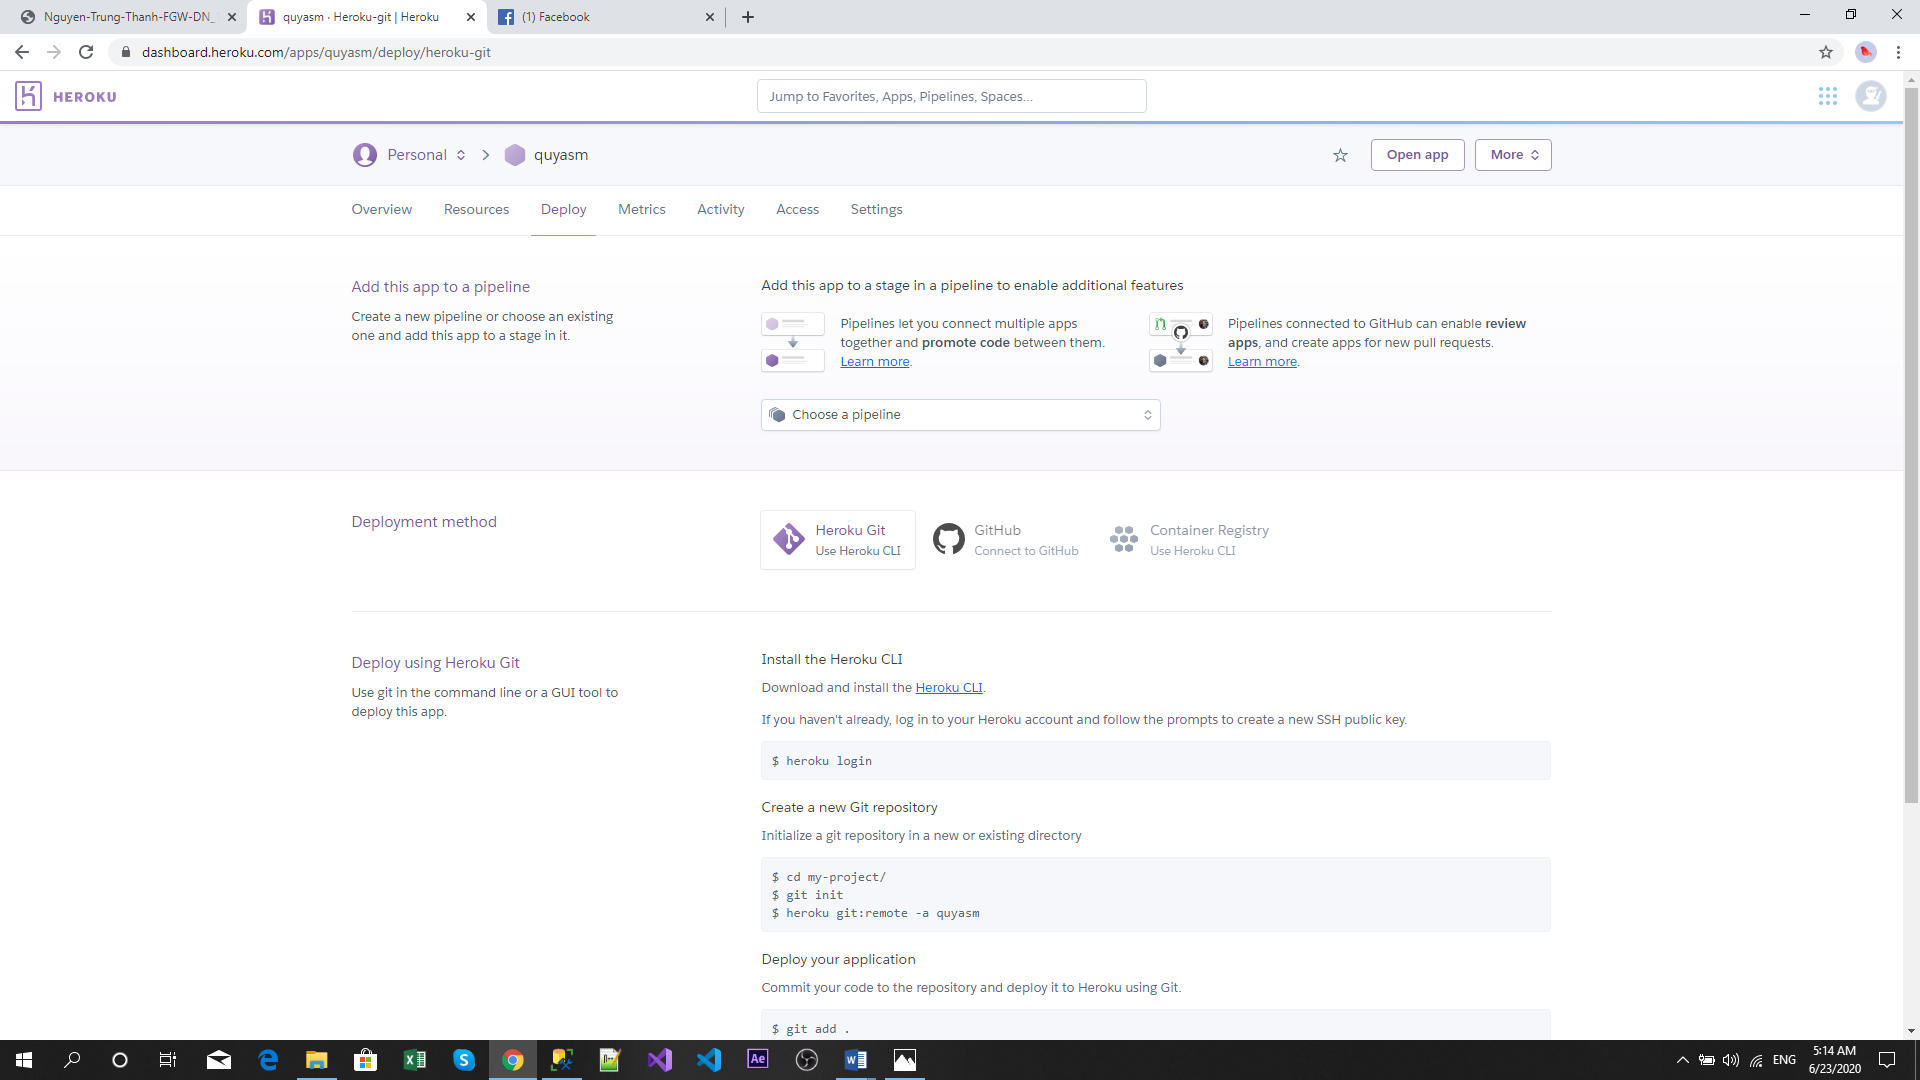 Nguyen-Trung-Thanh-FGW-DN_
quyasm · Heroku-git | Heroku
(1) Facebook
dashboard.heroku.com/apps/quyasm/deploy/heroku-git
HEROKU
Jump to Favorites, Apps, Pipelines, Spaces...
Personal
quyasm
Open app
More
Overview
Resources
Deploy
Metrics
Activity
Access
Settings
Add this app to a pipeline
Create a new pipeline or choose an existing
one and add this app to a stage in it.
Add this app to a stage in a pipeline to enable additional features
Pipelines let you connect multiple apps
together and promote code between them.
Learn more.
Pipelines connected to GitHub can enable review
apps, and create apps for new pull requests.
Learn more.
Choose a pipeline
Deployment method
Heroku Git
Use Heroku CLI
GitHub
Connect to GitHub
Container Registry
Use Heroku CLI
Deploy using Heroku Git
Use git in the command line or a GUI tool to
deploy this app.
Install the Heroku CLI
Download and install the Heroku CLI.
If you haven't already, log in to your Heroku account and follow the prompts to create a new SSH public key.
$ heroku login
Create a new Git repository
Initialize a git repository in a new or existing directory
$ cd my-project/
$ git init
$ heroku git:remote -a quyasm
Deploy your application
Commit your code to the repository and deploy it to Heroku using Git.
$ git add .
Ae
ENG
5:14 AM
6/23/2020